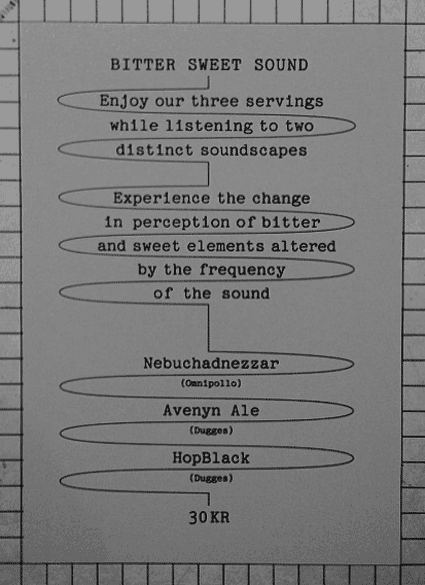 BITTER SWEET SOUND
Enjoy our three servings
while listening to two
distinct soundscapes
Experience the change
in perception of bitter
and sweet elements altered
by the frequency
of the sound
Nebuchadnezzar
(Omnipollo)
Avenyn Ale
(Dugges)
HopBlack
(Dugges)
30KR